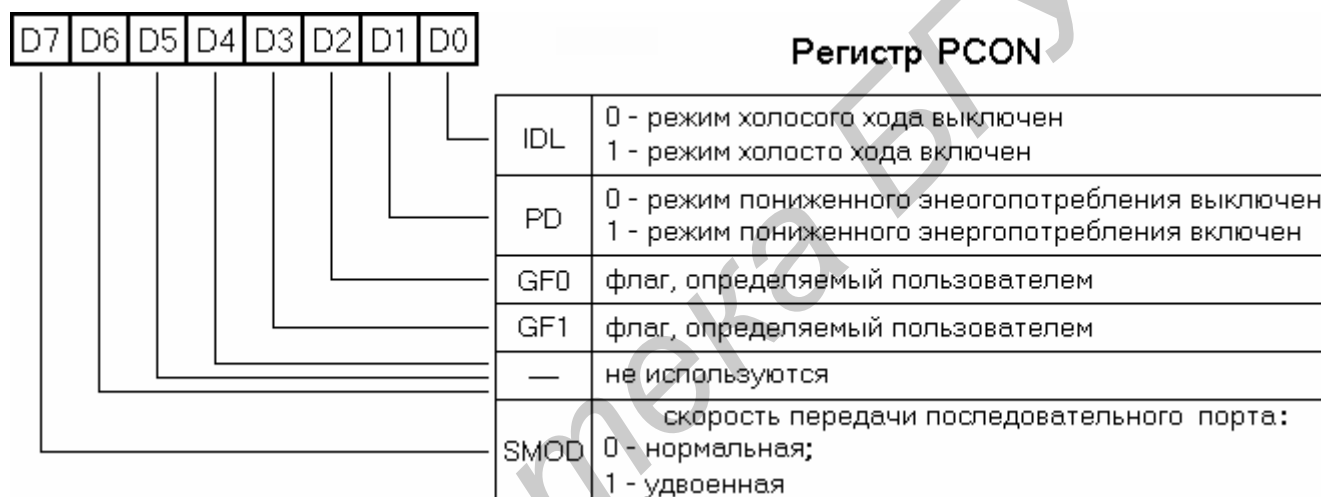 D7 D6 D5 D4 D3 D2 D1 D0
Регистр PCON
IDL
0 - режим холосого хода выключен
1 - режим холосто хода включен
PD
0 - режим пониженного энеогопотребления выключен
1 - режим пониженного энергопотребления включен
GF0 флаг, определяемый пользователем
GF1 флаг, определяемый пользователем
— не используются
SMOD
скорость передачи последовательного порта:
0 - нормальная;
1 - удвоенная
тека БГУ